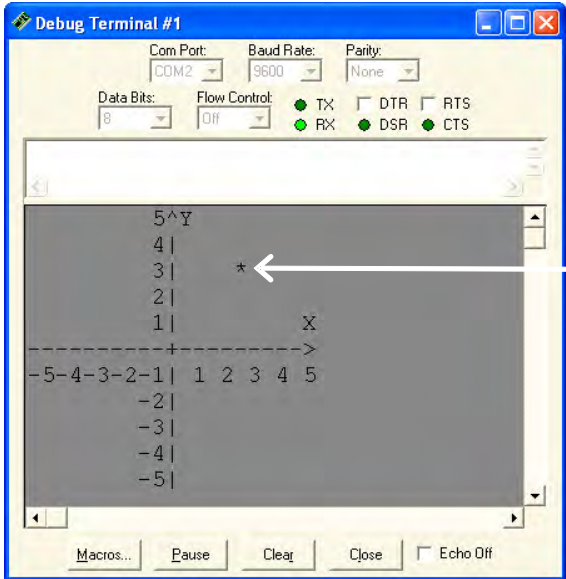 Debug Terminal #1
Com Port: Baud Rate: Parity:
COM2 9600 None
Data Bits: Flow Control: TX DTR RTS
8 Off RX DSR CTS
5^Y
4|
3| *
2|
1| X
-----------+---------->
-5-4-3-2-1| 1 2 3 4 5
-2|
-3|
-4|
-5|
Macros... Pause Clear Close Echo Off